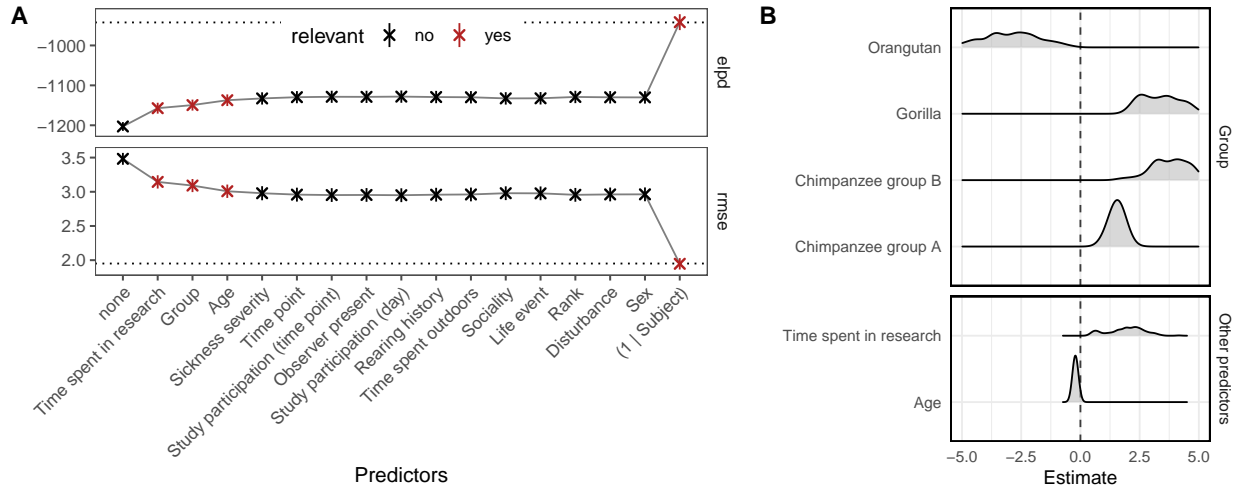 A
relevant no yes
−1000
−1100
−1200
elpd
3.5
3.0
2.5
2.0
rmse
none
Time spent in research
Group
Age
Sickness severity
Time point
Study participation (time point)
Observer present
Study participation (day)
Rearing history
Time spent outdoors
Sociality
Life event
Rank
Disturbance
Sex
(1 | Subject)
Predictors
B
Orangutan
Gorilla
Chimpanzee group B
Chimpanzee group A
Group
Time spent in research
Age
Other predictors
−5.0 −2.5 0.0 2.5 5.0
Estimate